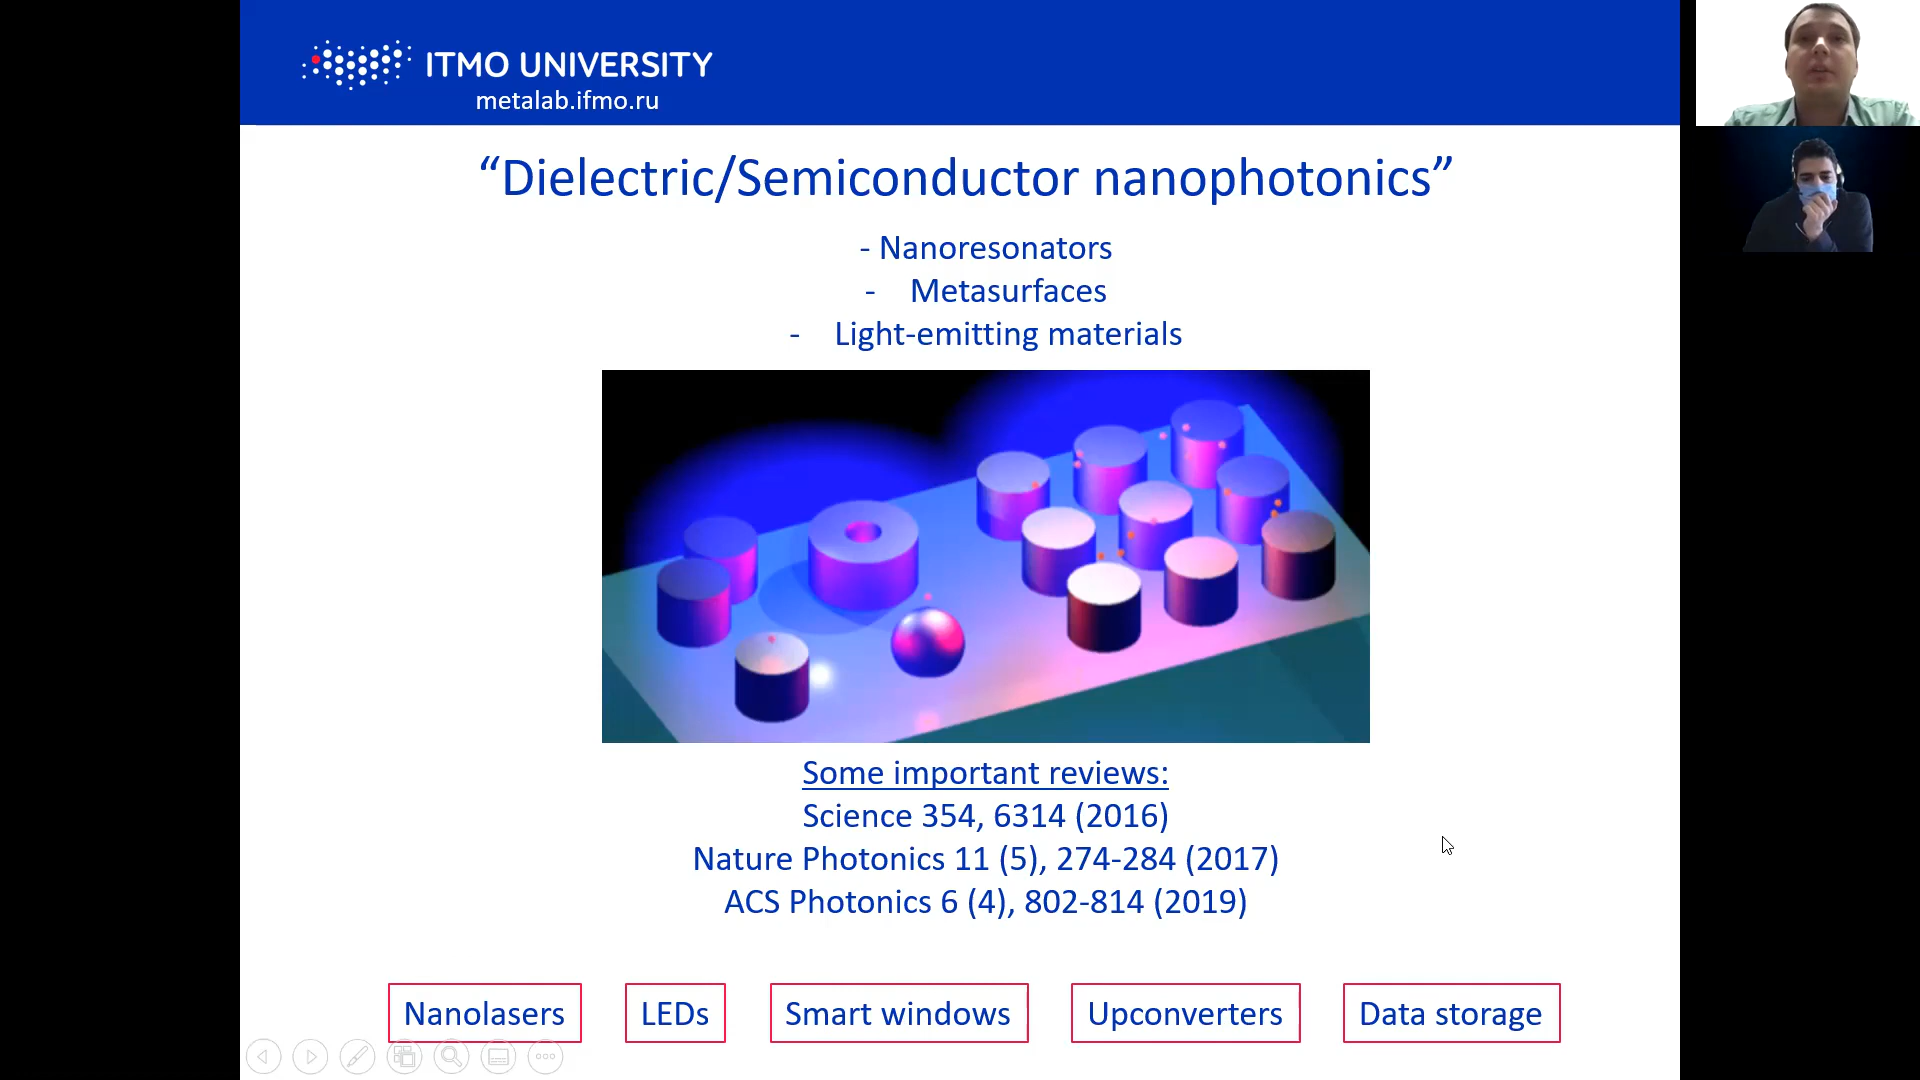 ITMO UNIVERSITY
metalab.ifmo.ru
“Dielectric/Semiconductor nanophotonics”
- Nanoresonators
- Metasurfaces
- Light-emitting materials
Some important reviews:
Science 354, 6314 (2016)
Nature Photonics 11 (5), 274-284 (2017)
ACS Photonics 6 (4), 802-814 (2019)
Nanolasers
LEDs
Smart windows
Upconverters
Data storage